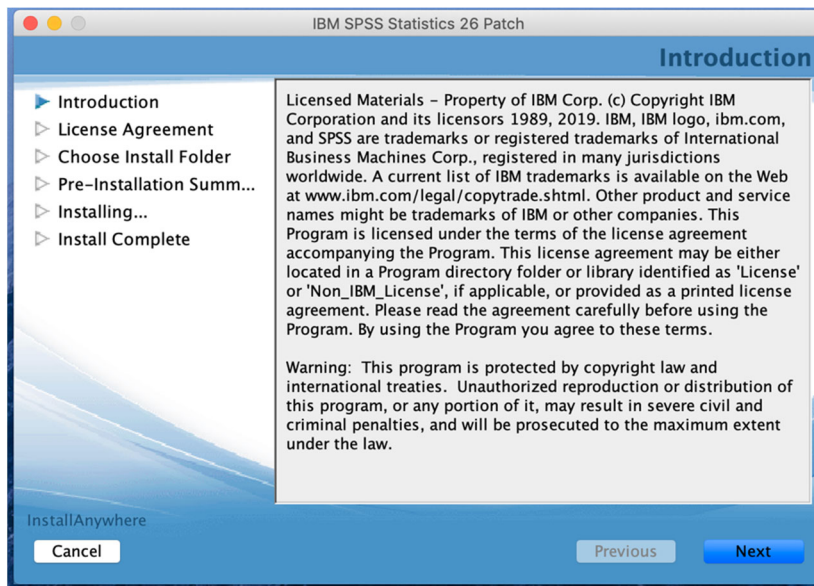 IBM SPSS Statistics 26 Patch
Introduction
Introduction
License Agreement
Choose Install Folder
Pre-Installation Summ...
Installing...
Install Complete
Licensed Materials – Property of IBM Corp. (c) Copyright IBM
Corporation and its licensors 1989, 2019. IBM, IBM logo, ibm.com,
and SPSS are trademarks or registered trademarks of International
Business Machines Corp., registered in many jurisdictions
worldwide. A current list of IBM trademarks is available on the Web
at www.ibm.com/legal/copytrade.shtml. Other product and service
names might be trademarks of IBM or other companies. This
Program is licensed under the terms of the license agreement
accompanying the Program. This license agreement may be either
located in a Program directory folder or library identified as 'License'
or 'Non_IBM_License', if applicable, or provided as a printed license
agreement. Please read the agreement carefully before using the
Program. By using the Program you agree to these terms.
Warning:  This program is protected by copyright law and
international treaties.  Unauthorized reproduction or distribution of
this program, or any portion of it, may result in severe civil and
criminal penalties, and will be prosecuted to the maximum extent
under the law.
InstallAnywhere
Cancel
Previous
Next